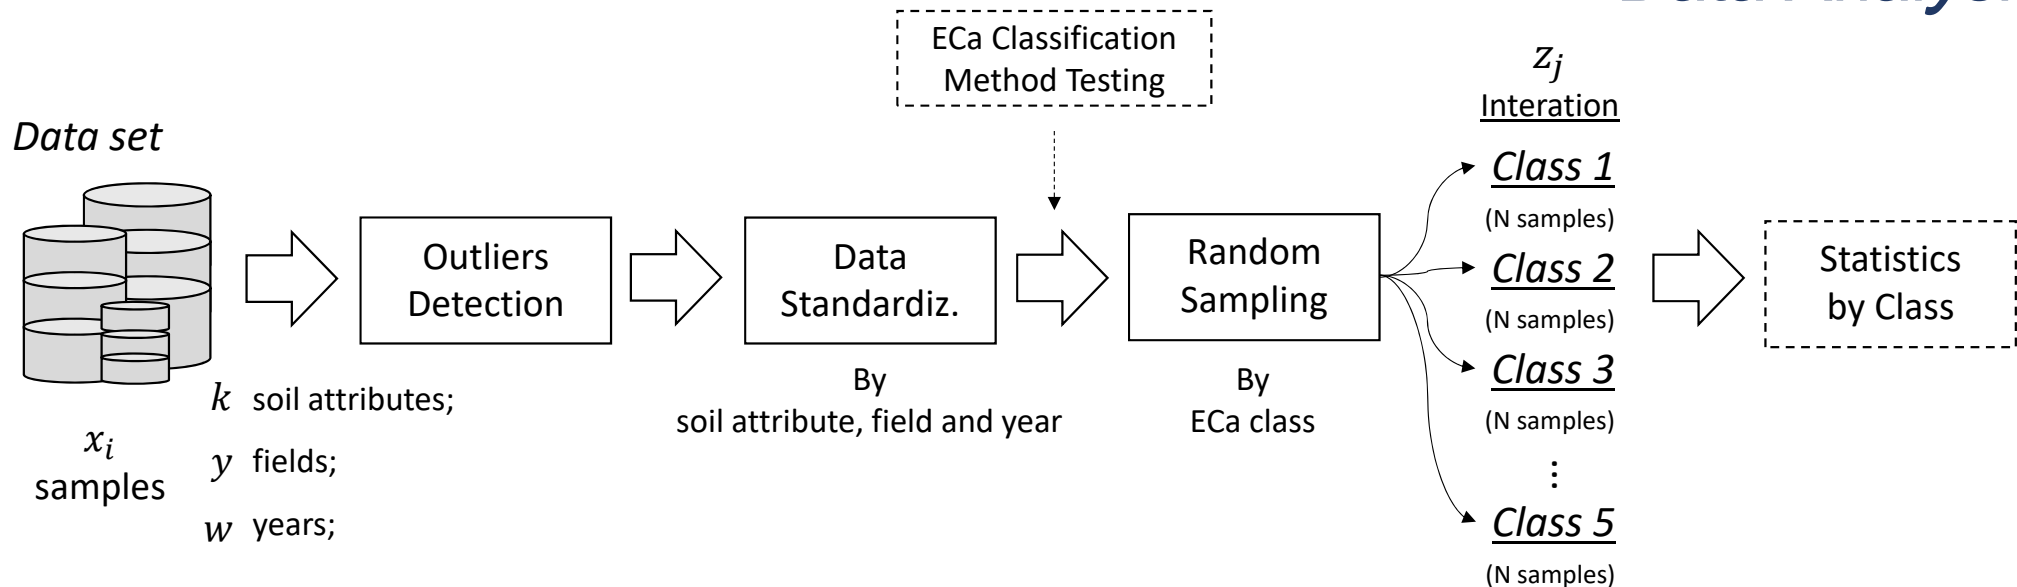 Data set
x_i
samples
k soil attributes;
y fields;
w years;
Outliers
Detection
Data
Standardiz.
By
soil attribute, field and year
ECa Classification
Method Testing
Random
Sampling
By
ECa class
z_j
Interation
Class 1
(N samples)
Class 2
(N samples)
Class 3
(N samples)
⋮
Class 5
(N samples)
Statistics
by Class